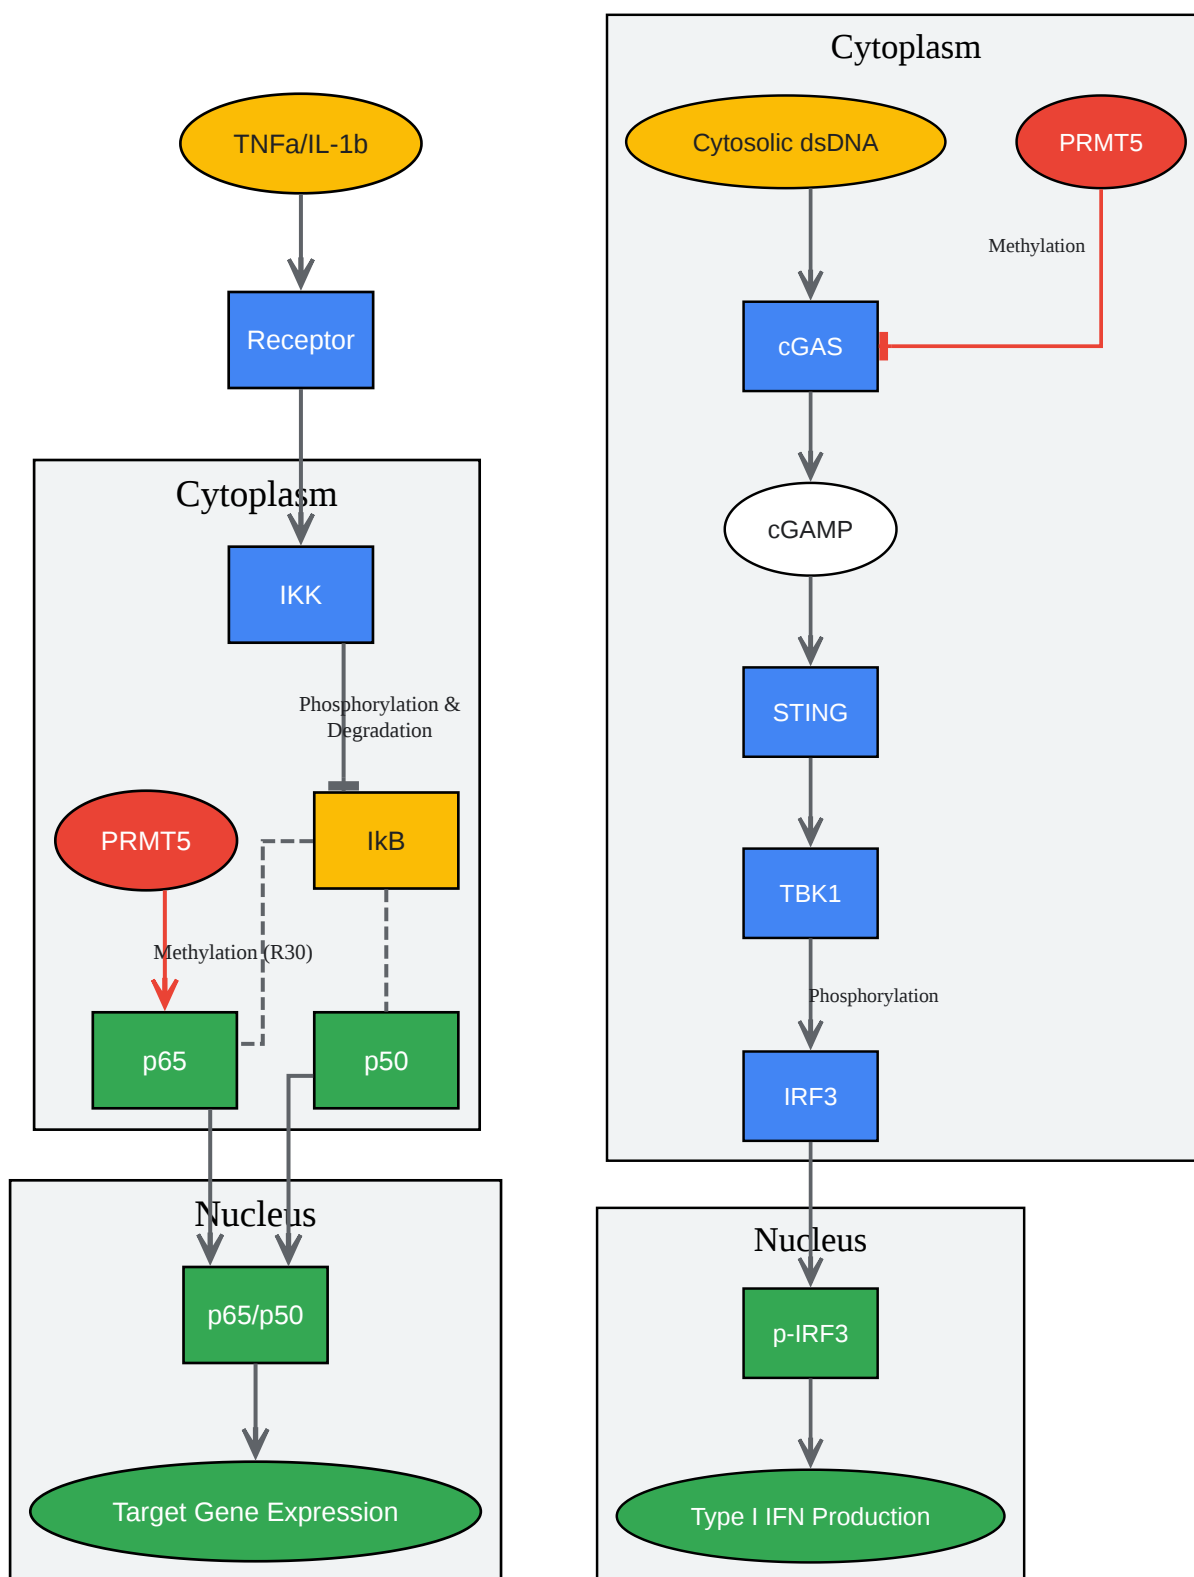 TNFa/IL-1b
Receptor
Cytoplasm
IKK
Phosphorylation &
Degradation
PRMT5
IkB
Methylation (R30)
p65
p50
Nucleus
p65/p50
Target Gene Expression
Cytoplasm
Cytosolic dsDNA
PRMT5
Methylation
cGAS
cGAMP
STING
TBK1
Phosphorylation
IRF3
Nucleus
p-IRF3
Type I IFN Production